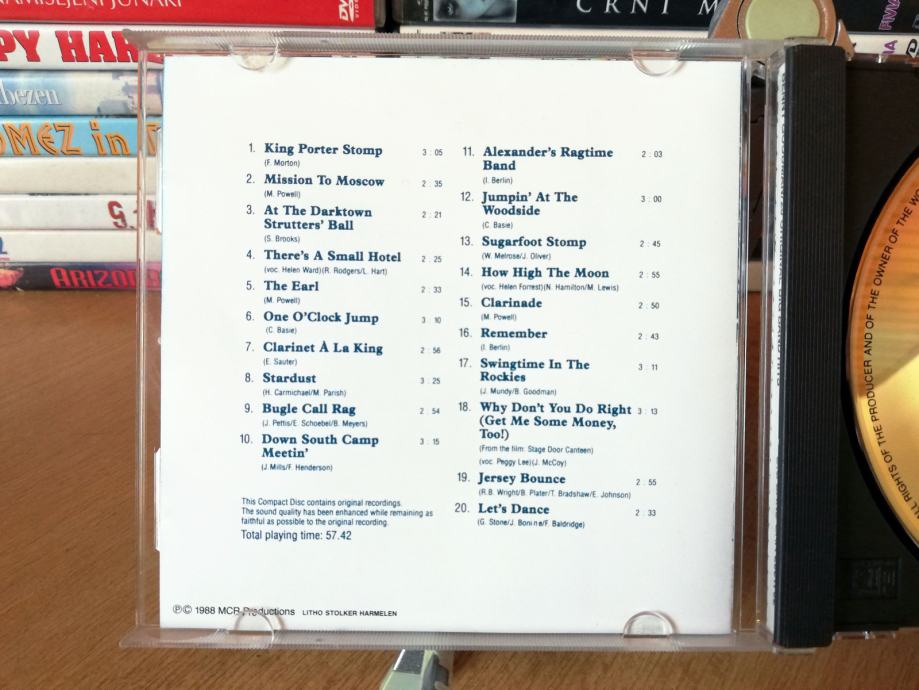 CRNI M
PY HAR
bezen
OMEZ in
ARIZO
1. King Porter Stomp 3 : 05
(F. Morton)
2. Mission To Moscow 2 : 35
(M. Powell)
3. At The Darktown
Strutters' Ball 2 : 21
(S. Brooks)
4. There's A Small Hotel 2 : 25
(voc. Helen Ward)(R. Rodgers/L. Hart)
5. The Earl 2 : 33
(M. Powell)
6. One O'Clock Jump 3 : 10
(C. Basie)
7. Clarinet À La King 2 : 56
(E. Sauter)
8. Stardust 3 : 25
(H. Carmichael/M. Parish)
9. Bugle Call Rag 2 : 54
(J. Pettis/E. Schoebel/B. Meyers)
10. Down South Camp
Meetin' 3 : 15
(J. Mills/F. Henderson)
This Compact Disc contains original recordings.
The sound quality has been enhanced while remaining as
faithful as possible to the original recording.
Total playing time: 57.42
11. Alexander's Ragtime
Band 2 : 03
(I. Berlin)
12. Jumpin' At The
Woodside 3 : 00
(C. Basie)
13. Sugarfoot Stomp 2 : 45
(W. Melrose/J. Oliver)
14. How High The Moon 2 : 55
(voc. Helen Forrest)(N. Hamilton/M. Lewis)
15. Clarinade 2 : 50
(M. Powell)
16. Remember 2 : 43
(I. Berlin)
17. Swingtime In The
Rockies 3 : 11
(J. Mundy/B. Goodman)
18. Why Don't You Do Right 3 : 13
(Get Me Some Money,
Too!)
(From the film: Stage Door Canteen)
(voc. Peggy Lee)(J. McCoy)
19. Jersey Bounce 2 : 55
(R.B. Wright/B. Plater/T. Bradshaw/E. Johnson)
20. Let's Dance 2 : 33
(G. Stone/J. Bonine/F. Baldridge)
℗© 1988 MCR Productions LITHO STOLKER HARMELEN
LL RIGHTS OF THE PRODUCER AND OF THE OWNER OF THE WO